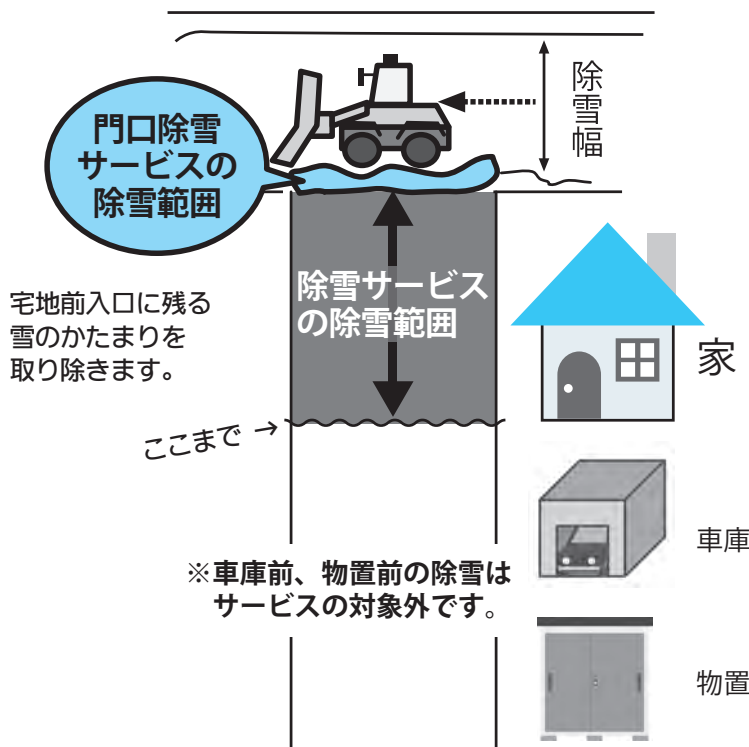 除雪幅
門口除雪
サービスの
除雪範囲
宅地前入口に残る
雪のかたまりを
取り除きます。
除雪サービス
の除雪範囲
家
ここまで →
車庫
※車庫前、物置前の除雪は
サービスの対象外です。
物置